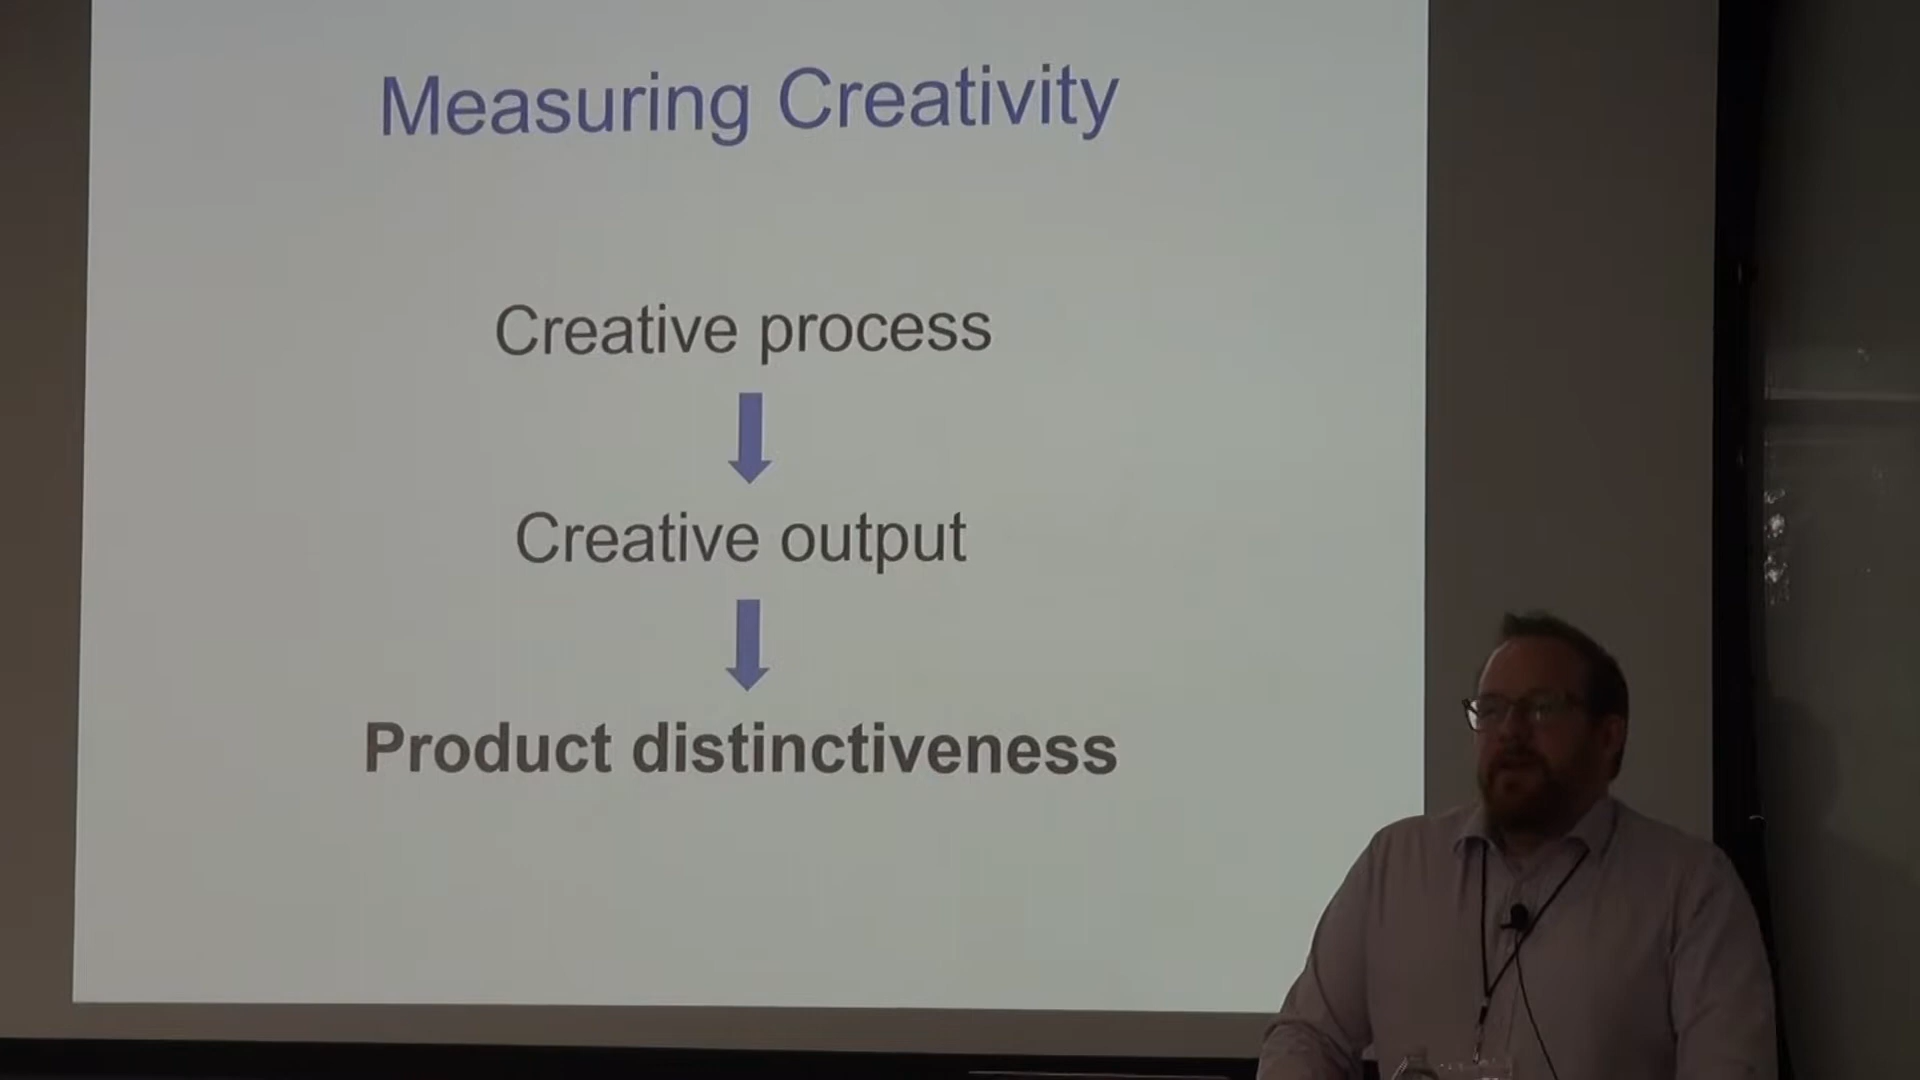 Measuring Creativity
Creative process
Creative output
Product distinctiveness